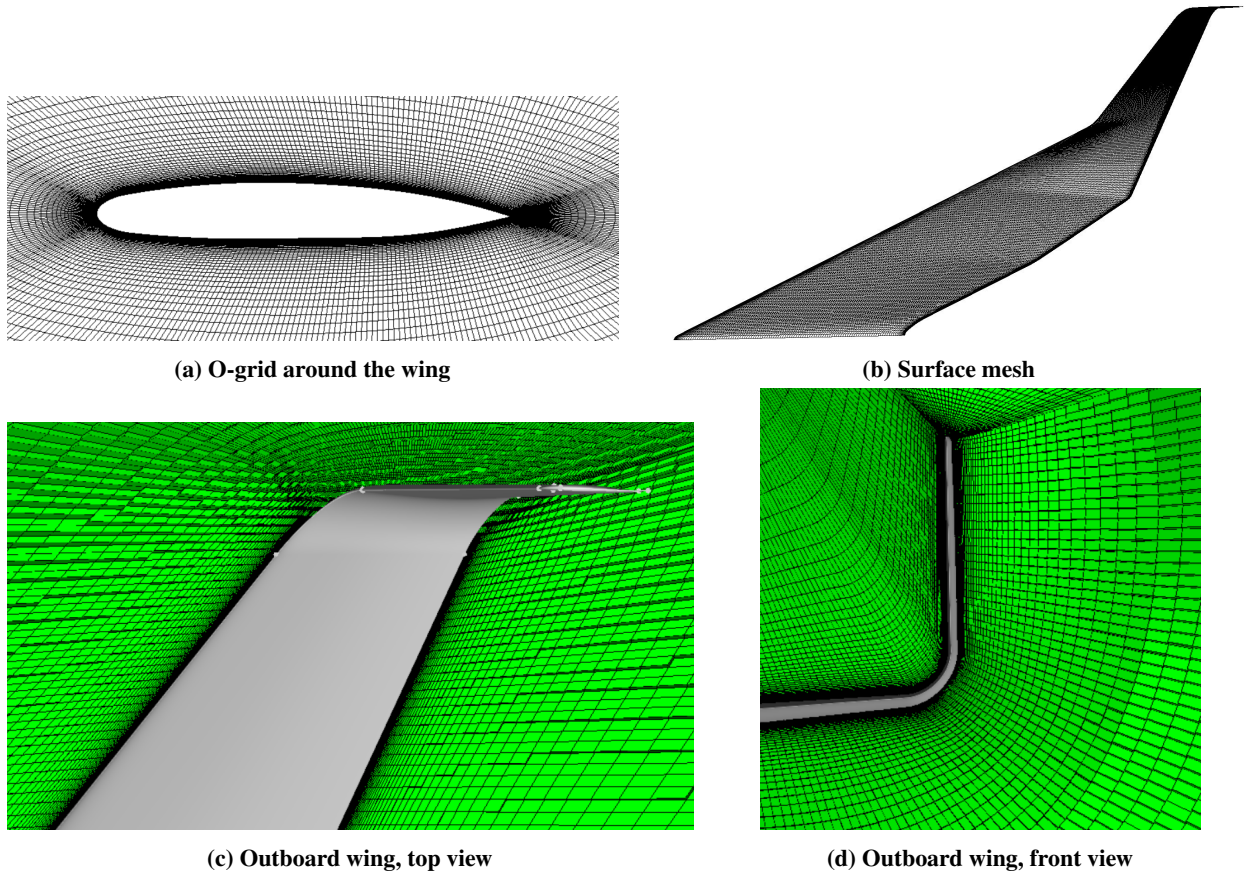 (a) O-grid around the wing
(b) Surface mesh
(c) Outboard wing, top view
(d) Outboard wing, front view